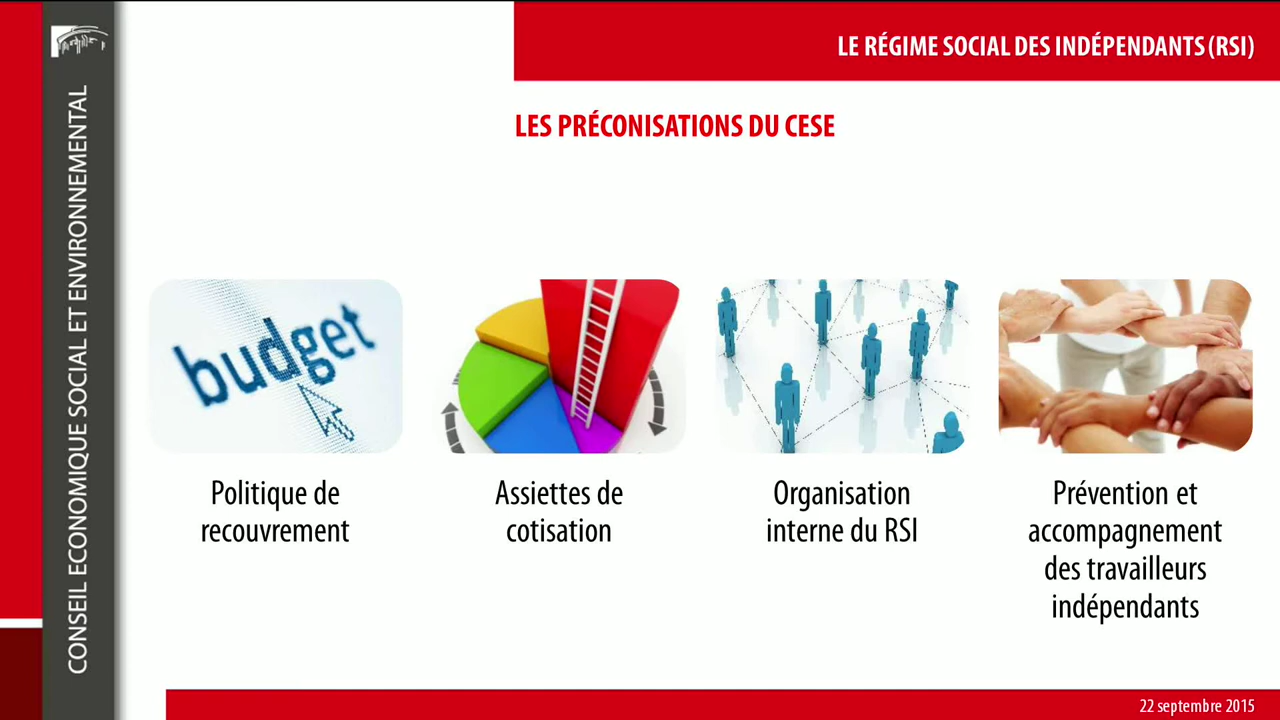 LE RÉGIME SOCIAL DES INDÉPENDANTS (RSI)
CONSEIL ECONOMIQUE SOCIAL ET ENVIRONNEMENTAL
LES PRÉCONISATIONS DU CESE
budget
Politique de
recouvrement
Assiettes de
cotisation
Organisation
interne du RSI
Prévention et
accompagnement
des travailleurs
indépendants
22 septembre 2015